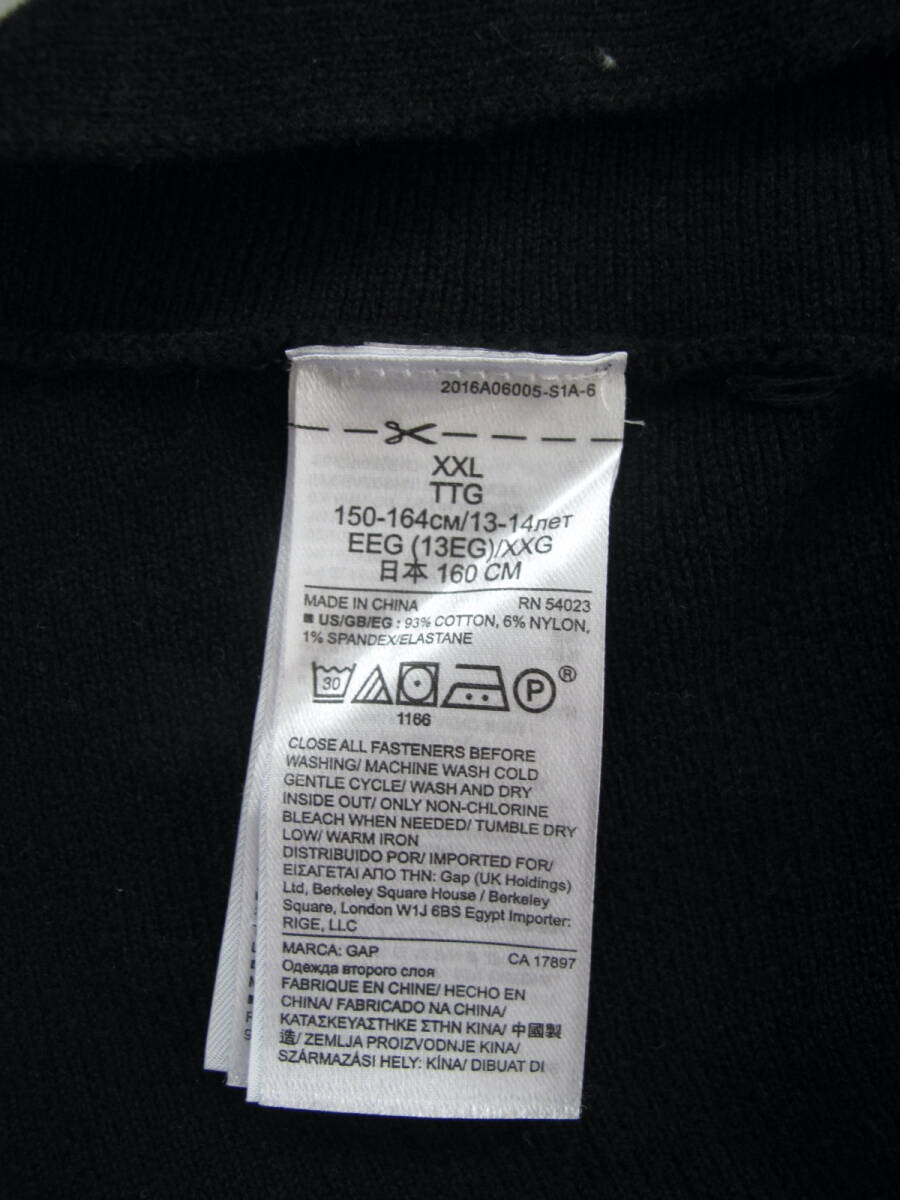 2016A06005-S1A-6
XXL
TTG
150-164см/13-14лет
EEG (13EG)/XXG
日本 160 CM
MADE IN CHINA RN 54023
US/GB/EG : 93% COTTON, 6% NYLON,
1% SPANDEX/ELASTANE
30 P ®
1166
CLOSE ALL FASTENERS BEFORE
WASHING/ MACHINE WASH COLD
GENTLE CYCLE/ WASH AND DRY
INSIDE OUT/ ONLY NON-CHLORINE
BLEACH WHEN NEEDED/ TUMBLE DRY
LOW/ WARM IRON
DISTRIBUIDO POR/ IMPORTED FOR/
ΕΙΣΑΓΕΤΑΙ ΑΠΟ ΤΗΝ: Gap (UK Holdings)
Ltd, Berkeley Square House / Berkeley
Square, London W1J 6BS Egypt Importer:
RIGE, LLC
MARCA: GAP CA 17897
Одежда второго слоя
FABRIQUE EN CHINE/ HECHO EN
CHINA/ FABRICADO NA CHINA/
ΚΑΤΑΣΚΕΥΑΣΤΗΚΕ ΣΤΗΝ ΚΙΝΑ/ 中國製
造/ ZEMLJA PROIZVODNJE KINA/
SZÁRMAZÁSI HELY: KÍNA/ DIBUAT DI